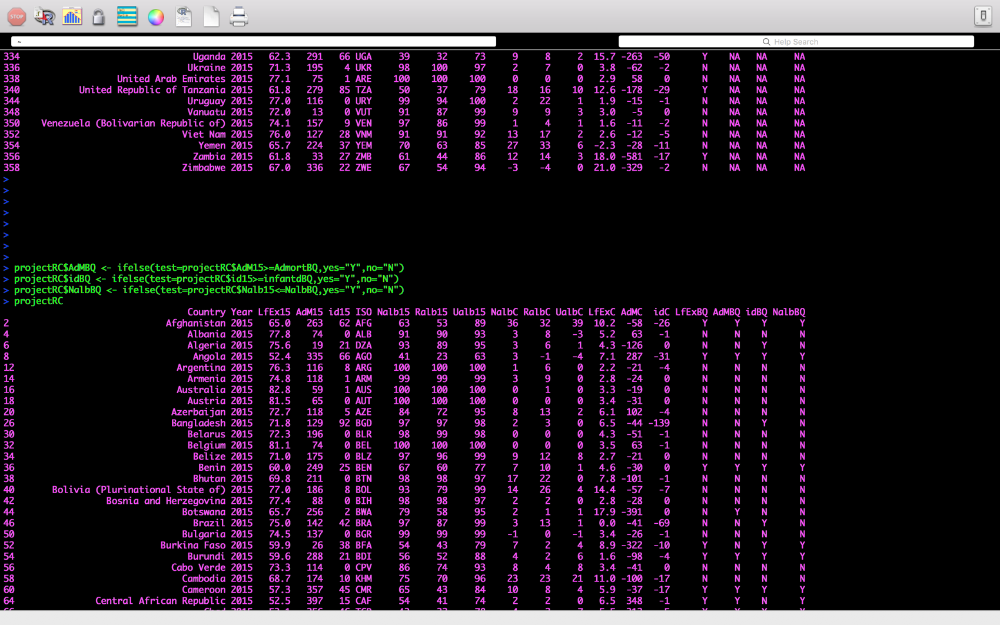 STOP
~
Help Search
334 Uganda 2015 62.3 291 66 UGA 39 32 73 9 8 2 15.7 -263 -50 Y NA NA NA
336 Ukraine 2015 71.3 195 4 UKR 98 100 97 2 7 0 3.8 -62 -2 N NA NA NA
338 United Arab Emirates 2015 77.1 75 1 ARE 100 100 100 0 0 0 2.9 58 0 N NA NA NA
340 United Republic of Tanzania 2015 61.8 279 85 TZA 50 37 79 18 16 10 12.6 -178 -29 Y NA NA NA
344 Uruguay 2015 77.0 116 0 URY 99 94 100 2 22 1 1.9 -15 -1 N NA NA NA
348 Vanuatu 2015 72.0 13 0 VUT 91 87 99 9 9 3 3.0 -5 0 N NA NA NA
350 Venezuela (Bolivarian Republic of) 2015 74.1 157 9 VEN 97 86 99 1 4 1 1.6 -11 -2 N NA NA NA
352 Viet Nam 2015 76.0 127 28 VNM 91 91 92 13 17 2 2.6 -12 -5 N NA NA NA
354 Yemen 2015 65.7 224 37 YEM 70 63 85 27 33 6 -2.3 -28 -11 N NA NA NA
356 Zambia 2015 61.8 33 27 ZMB 61 44 86 12 14 3 18.0 -581 -17 Y NA NA NA
358 Zimbabwe 2015 67.0 336 22 ZWE 67 54 94 -3 -4 0 21.0 -329 -2 N NA NA NA
>
>
>
>
>
>
>
>
> projectRC$AdMBQ <- ifelse(test=projectRC$AdM15>=AdmortBQ,yes="Y",no="N")
> projectRC$idBQ <- ifelse(test=projectRC$id15>=infantdBQ,yes="Y",no="N")
> projectRC$NalbBQ <- ifelse(test=projectRC$Nalb15<=NalbBQ,yes="Y",no="N")
> projectRC
Country Year LfEx15 AdM15 id15 ISO Nalb15 Ralb15 Ualb15 NalbC RalbC UalbC LfExC AdMC idC LfExBQ AdMBQ idBQ NalbBQ
2 Afghanistan 2015 65.0 263 62 AFG 63 53 89 36 32 39 10.2 -58 -26 Y Y Y Y
4 Albania 2015 77.8 74 0 ALB 91 90 93 3 8 -3 5.2 63 -1 N N N N
6 Algeria 2015 75.6 19 21 DZA 93 89 95 3 6 1 4.3 -126 0 N N Y N
8 Angola 2015 52.4 335 66 AGO 41 23 63 3 -1 -4 7.1 287 -31 Y Y Y Y
12 Argentina 2015 76.3 116 8 ARG 100 100 100 1 6 0 2.2 -21 -4 N N N N
14 Armenia 2015 74.8 118 1 ARM 99 99 99 3 9 0 2.8 -24 0 N N N N
16 Australia 2015 82.8 59 1 AUS 100 100 100 0 1 0 3.3 -19 0 N N N N
18 Austria 2015 81.5 65 0 AUT 100 100 100 0 0 0 3.4 -31 0 N N N N
20 Azerbaijan 2015 72.7 118 5 AZE 84 72 95 8 13 2 6.1 102 -4 N N N N
26 Bangladesh 2015 71.8 129 92 BGD 97 97 98 2 3 0 6.5 -44 -139 N N Y N
30 Belarus 2015 72.3 196 0 BLR 98 99 98 0 0 0 4.3 -51 -1 N N N N
32 Belgium 2015 81.1 74 0 BEL 100 100 100 0 0 0 3.5 63 -1 N N N N
34 Belize 2015 71.0 175 0 BLZ 97 96 99 9 12 8 2.7 -21 0 N N N N
36 Benin 2015 60.0 249 25 BEN 67 60 77 7 10 1 4.6 -30 0 Y Y Y Y
38 Bhutan 2015 69.8 211 0 BTN 98 98 97 17 22 0 7.8 -101 -1 N N N N
40 Bolivia (Plurinational State of) 2015 77.0 186 8 BOL 93 79 99 14 26 4 14.4 -57 -7 N N N N
42 Bosnia and Herzegovina 2015 77.4 88 0 BIH 98 98 97 2 2 0 2.8 -28 0 N N N N
44 Botswana 2015 65.7 256 2 BWA 79 58 95 2 1 1 17.9 -391 0 N Y N N
46 Brazil 2015 75.0 142 42 BRA 97 87 99 3 13 1 0.0 -41 -69 N N Y N
50 Bulgaria 2015 74.5 137 0 BGR 99 99 99 -1 0 -1 3.4 -26 -1 N N N N
52 Burkina Faso 2015 59.9 26 38 BFA 54 43 79 7 2 4 8.9 -322 -10 Y N Y Y
54 Burundi 2015 59.6 288 21 BDI 56 52 88 4 2 6 1.6 -98 -4 Y Y Y Y
56 Cabo Verde 2015 73.3 114 0 CPV 86 74 93 8 4 8 3.4 -41 0 N N N N
58 Cambodia 2015 68.7 174 10 KHM 75 70 96 23 23 21 11.0 -100 -17 N N N N
60 Cameroon 2015 57.3 357 45 CMR 65 43 84 10 8 4 5.9 -37 -17 Y Y Y Y
64 Central African Republic 2015 52.5 397 15 CAF 54 41 74 2 2 0 6.5 348 -1 Y Y N Y